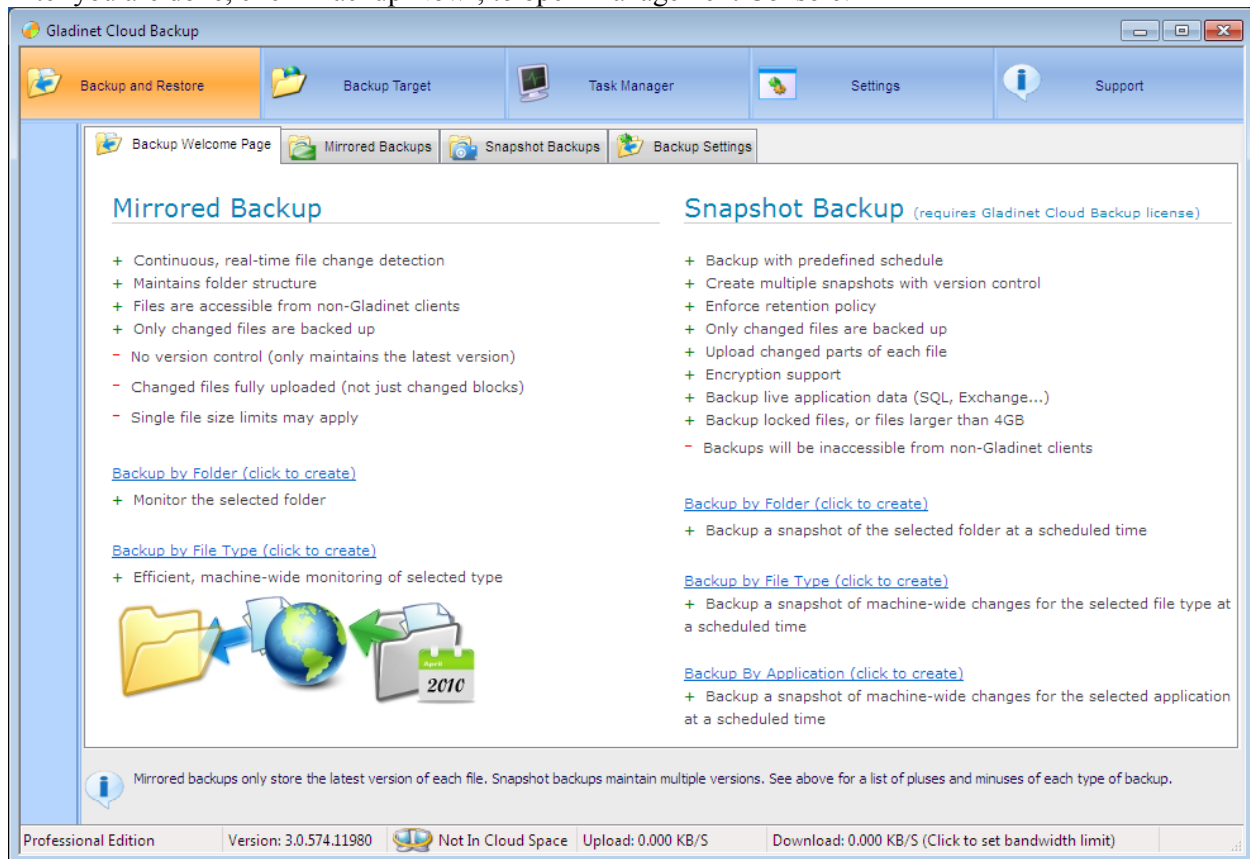 Gladinet Cloud Backup
Backup and Restore
Backup Target
Task Manager
Settings
Support
Backup Welcome Page
Mirrored Backups
Snapshot Backups
Backup Settings
Mirrored Backup
+ Continuous, real-time file change detection
+ Maintains folder structure
+ Files are accessible from non-Gladinet clients
+ Only changed files are backed up
- No version control (only maintains the latest version)
- Changed files fully uploaded (not just changed blocks)
- Single file size limits may apply
Backup by Folder (click to create)
+ Monitor the selected folder
Backup by File Type (click to create)
+ Efficient, machine-wide monitoring of selected type
April
2010
Snapshot Backup (requires Gladinet Cloud Backup license)
+ Backup with predefined schedule
+ Create multiple snapshots with version control
+ Enforce retention policy
+ Only changed files are backed up
+ Upload changed parts of each file
+ Encryption support
+ Backup live application data (SQL, Exchange...)
+ Backup locked files, or files larger than 4GB
- Backups will be inaccessible from non-Gladinet clients
Backup by Folder (click to create)
+ Backup a snapshot of the selected folder at a scheduled time
Backup by File Type (click to create)
+ Backup a snapshot of machine-wide changes for the selected file type at
a scheduled time
Backup By Application (click to create)
+ Backup a snapshot of machine-wide changes for the selected application
at a scheduled time
Mirrored backups only store the latest version of each file. Snapshot backups maintain multiple versions. See above for a list of pluses and minuses of each type of backup.
Professional Edition
Version: 3.0.574.11980
Not In Cloud Space
Upload: 0.000 KB/S
Download: 0.000 KB/S (Click to set bandwidth limit)